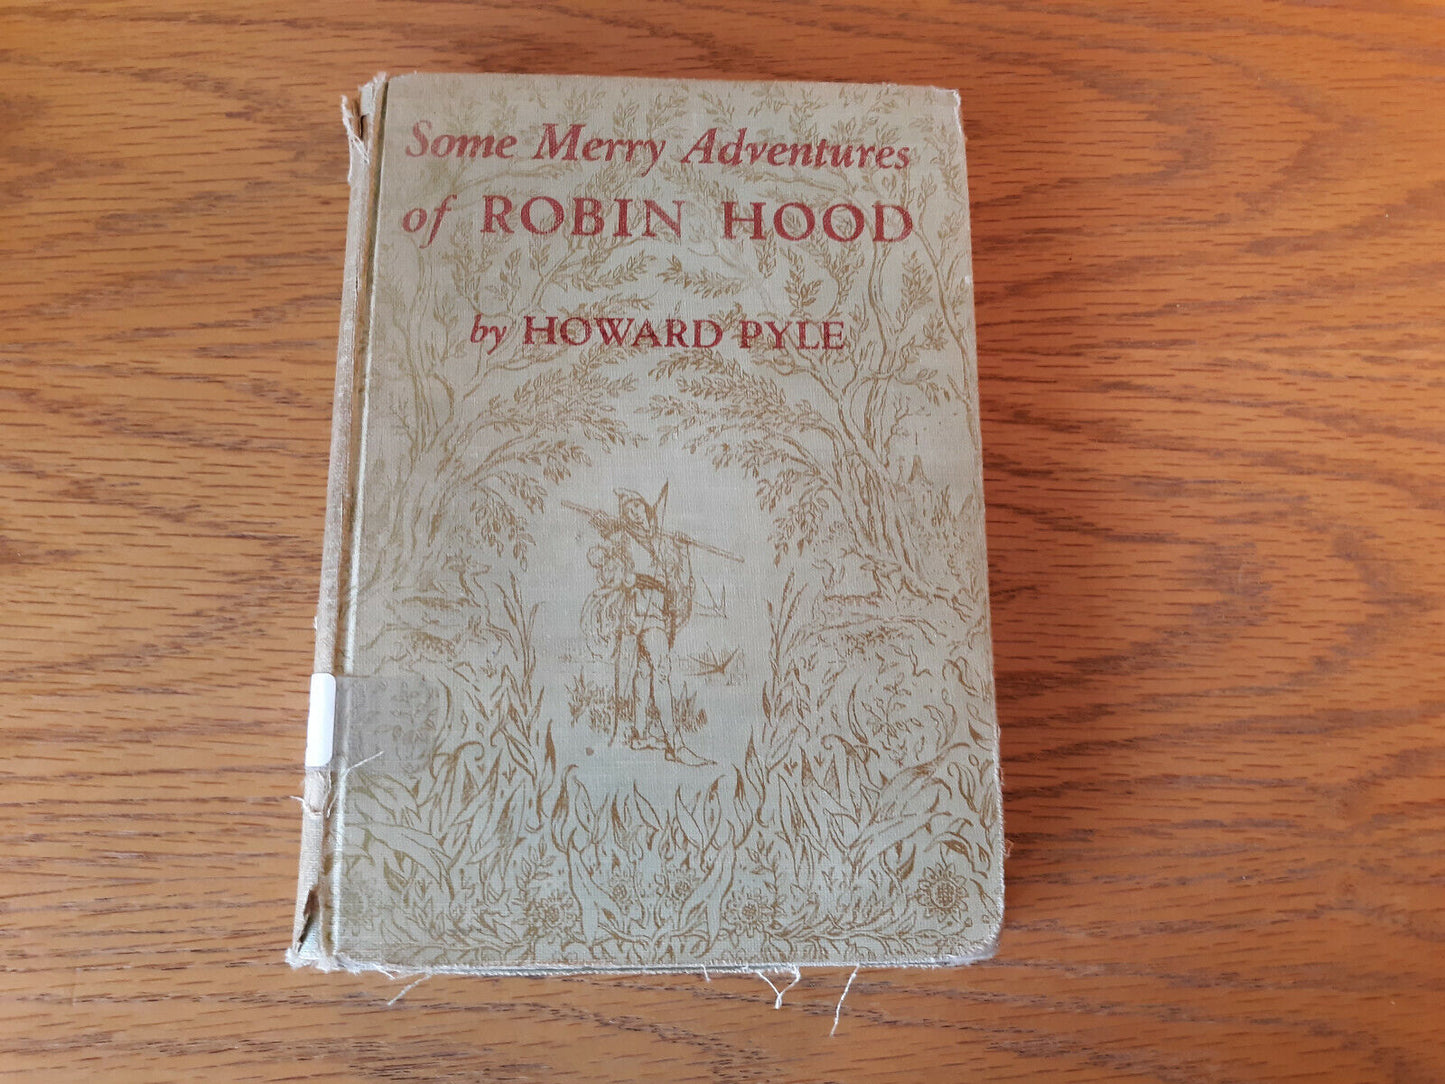 Some Merry Adventures
of ROBIN HOOD
by HOWARD PYLE